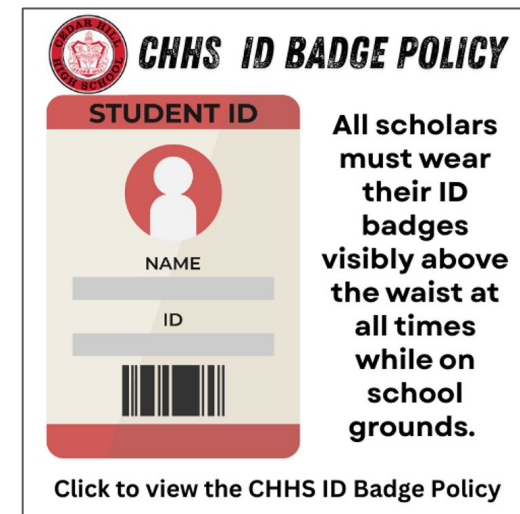 CEDAR HILL
HIGH SCHOOL
CHHS ID BADGE POLICY
STUDENT ID
NAME
ID
All scholars
must wear
their ID
badges
visibly above
the waist at
all times
while on
school
grounds.
Click to view the CHHS ID Badge Policy